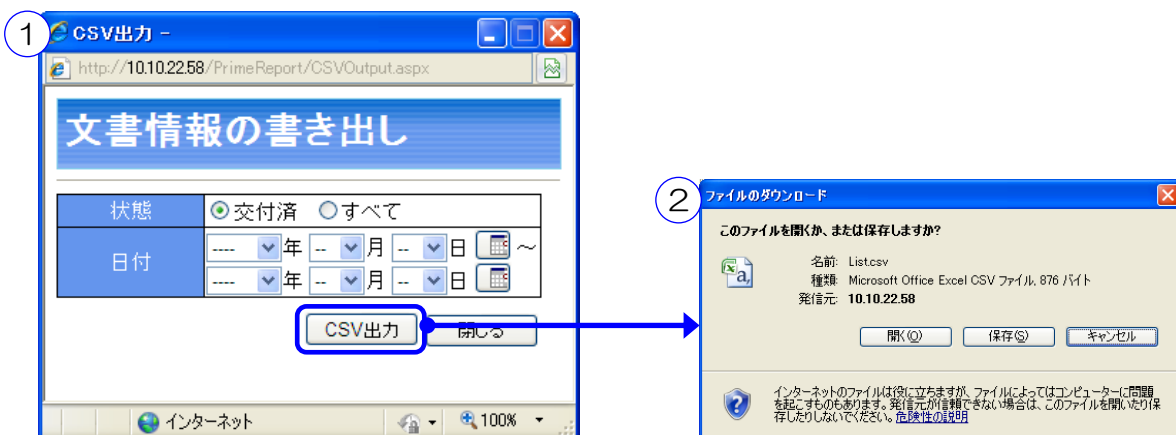 1
CSV出力 -
http://10.10.22.58/PrimeReport/CSVOutput.aspx
文書情報の書き出し
状態 交付済 すべて
日付 ---- 年 -- 月 -- 日 ～
---- 年 -- 月 -- 日
CSV出力 閉じる
インターネット 100%
2
ファイルのダウンロード
このファイルを開くか、または保存しますか?
名前: List.csv
種類: Microsoft Office Excel CSV ファイル, 876 バイト
発信元: 10.10.22.58
開く(O) 保存(S) キャンセル
インターネットのファイルは役に立ちますが、ファイルによってはコンピューターに問題
を起こすものもあります。発信元が信頼できない場合は、このファイルを開いたり保
存したりしないでください。危険性の説明